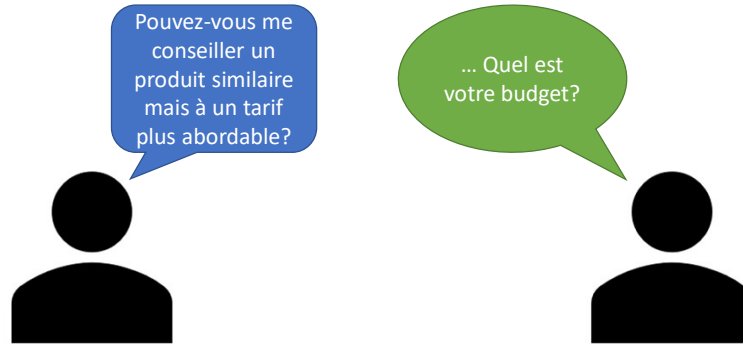 Pouvez-vous me
conseiller un
produit similaire
mais à un tarif
plus abordable?
... Quel est
votre budget?